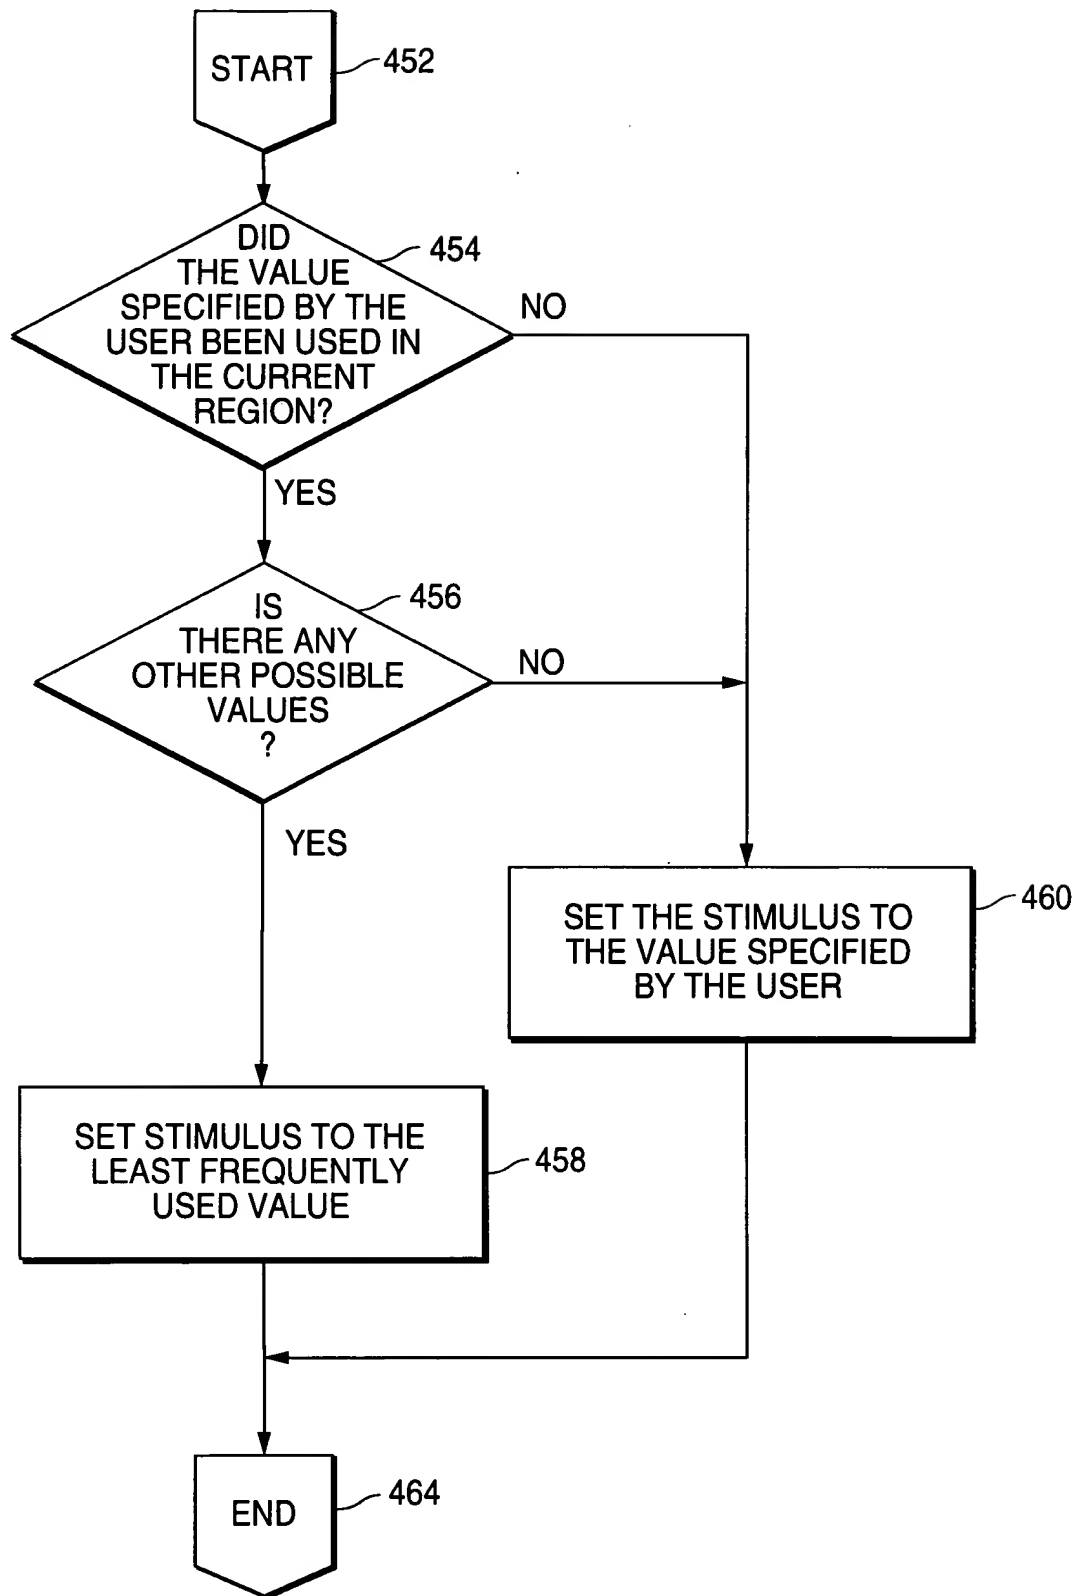 START
452
DID
THE VALUE
SPECIFIED BY THE
USER BEEN USED IN
THE CURRENT
REGION?
454
NO
YES
IS
THERE ANY
OTHER POSSIBLE
VALUES
?
456
NO
YES
SET THE STIMULUS TO
THE VALUE SPECIFIED
BY THE USER
460
SET STIMULUS TO THE
LEAST FREQUENTLY
USED VALUE
458
END
464